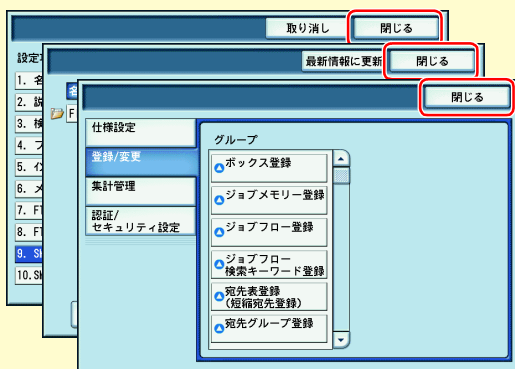 取り消し
閉じる
設定
1. 名
2. 説
3. 検
4. フ
5. イン
6. メ
7. FT
8. FT
9. SM
10. SM
最新情報に更新
閉じる
名
F
閉じる
仕様設定
登録/変更
集計管理
認証/
セキュリティ設定
グループ
ボックス登録
ジョブメモリー登録
ジョブフロー登録
ジョブフロー
検索キーワード登録
宛先表登録
(短縮宛先登録)
宛先グループ登録